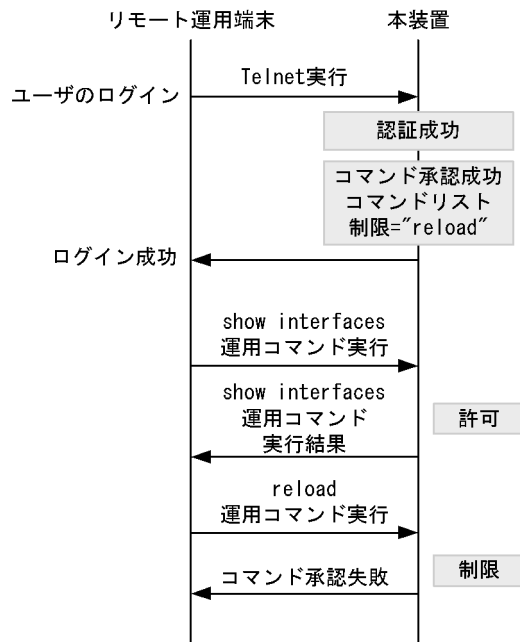 リモート運用端末
本装置
Telnet実行
ユーザのログイン
認証成功
コマンド承認成功
コマンドリスト
制限="reload"
ログイン成功
show interfaces
運用コマンド実行
show interfaces
運用コマンド
実行結果
許可
reload
運用コマンド実行
コマンド承認失敗
制限